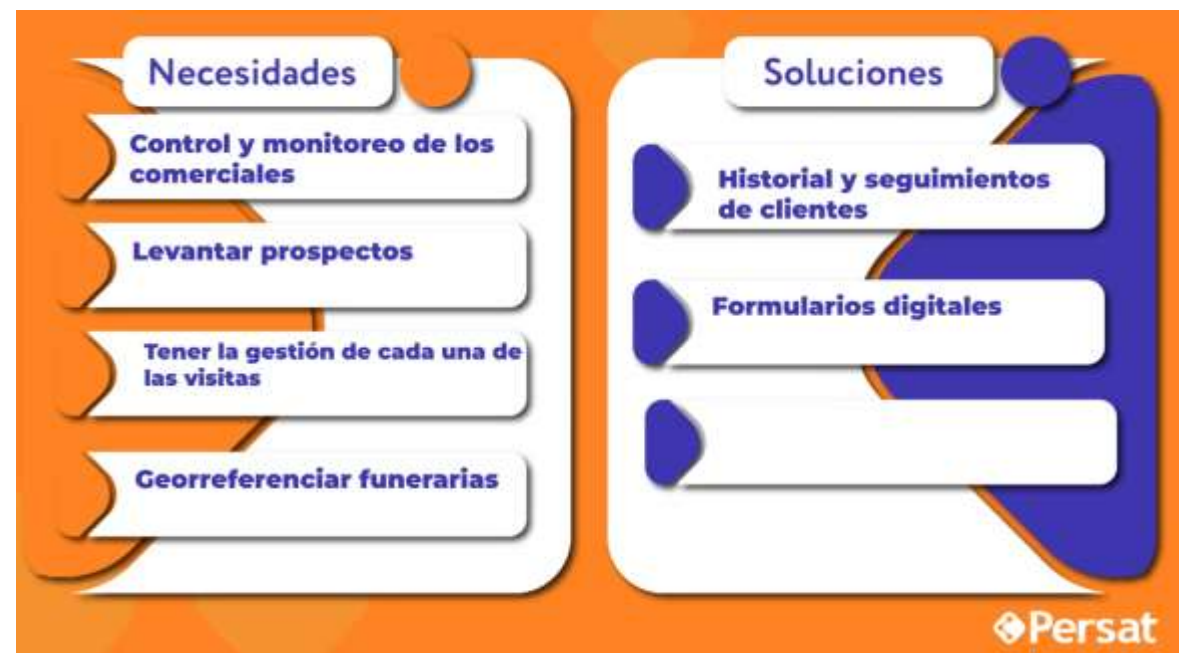 Necesidades
Control y monitoreo de los
comerciales
Levantar prospectos
Tener la gestión de cada una de
las visitas
Georreferenciar funerarias
Soluciones
Historial y seguimientos
de clientes
Formularios digitales
Persat